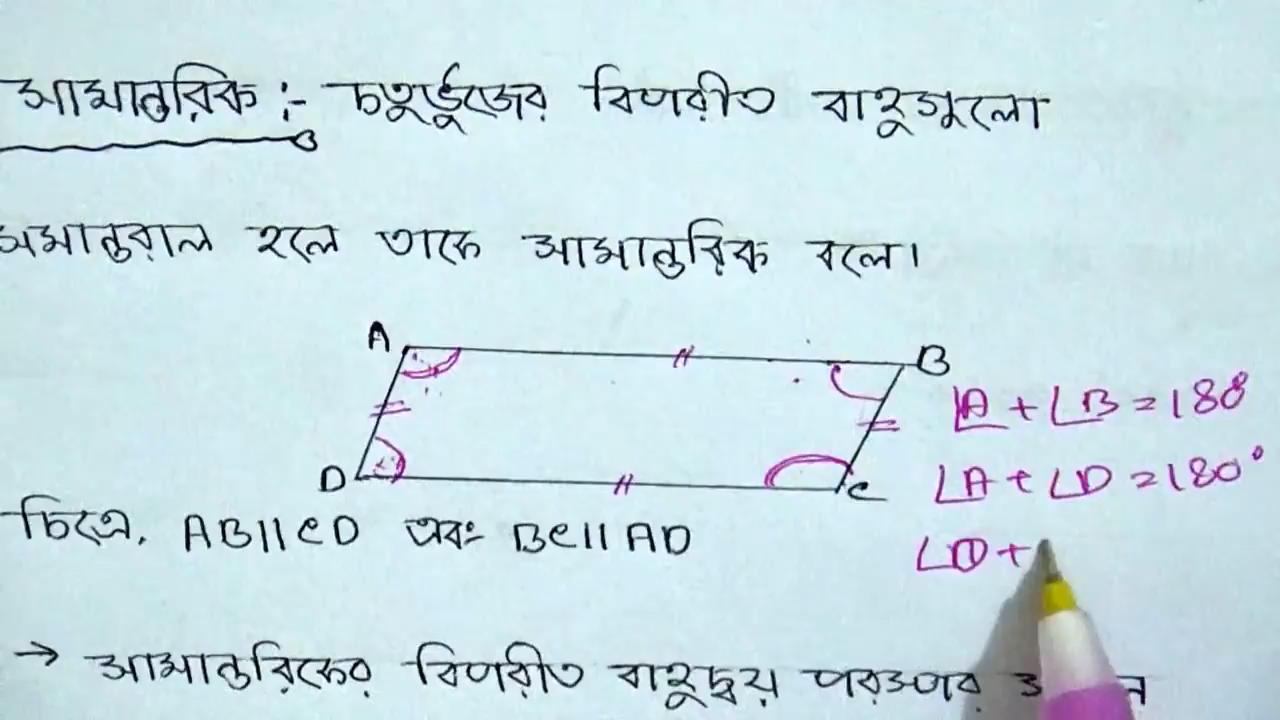 সামান্তরিক :- চতুর্ভুজের বিপরীত বাহুগুলো
সমান্তরাল হলে তাকে সামান্তরিক বলে।
A
B
D
C
∠A + ∠B = 180
∠A + ∠D = 180°
∠D +
চিত্রে, AB||CD এবং BC||AD
→ সামান্তরিকের বিপরীত বাহুদ্বয় পরস্পর